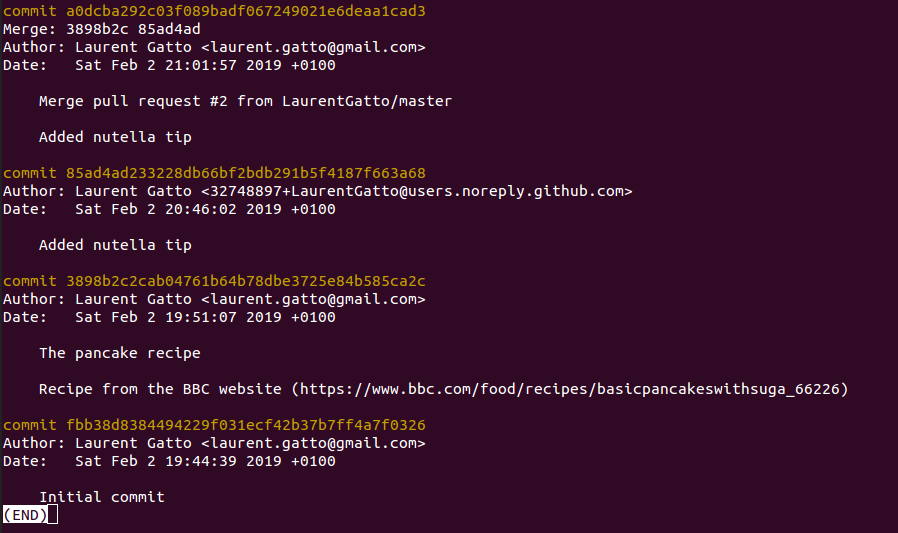 commit a0dcba292c03f089badf067249021e6deaa1cad3
Merge: 3898b2c 85ad4ad
Author: Laurent Gatto <laurent.gatto@gmail.com>
Date:   Sat Feb 2 21:01:57 2019 +0100
    Merge pull request #2 from LaurentGatto/master
    Added nutella tip
commit 85ad4ad233228db66bf2bdb291b5f4187f663a68
Author: Laurent Gatto <32748897+LaurentGatto@users.noreply.github.com>
Date:   Sat Feb 2 20:46:02 2019 +0100
    Added nutella tip
commit 3898b2c2cab04761b64b78dbe3725e84b585ca2c
Author: Laurent Gatto <laurent.gatto@gmail.com>
Date:   Sat Feb 2 19:51:07 2019 +0100
    The pancake recipe
    Recipe from the BBC website (https://www.bbc.com/food/recipes/basicpancakeswithsuga_66226)
commit fbb38d8384494229f031ecf42b37b7ff4a7f0326
Author: Laurent Gatto <laurent.gatto@gmail.com>
Date:   Sat Feb 2 19:44:39 2019 +0100
    Initial commit
(END)